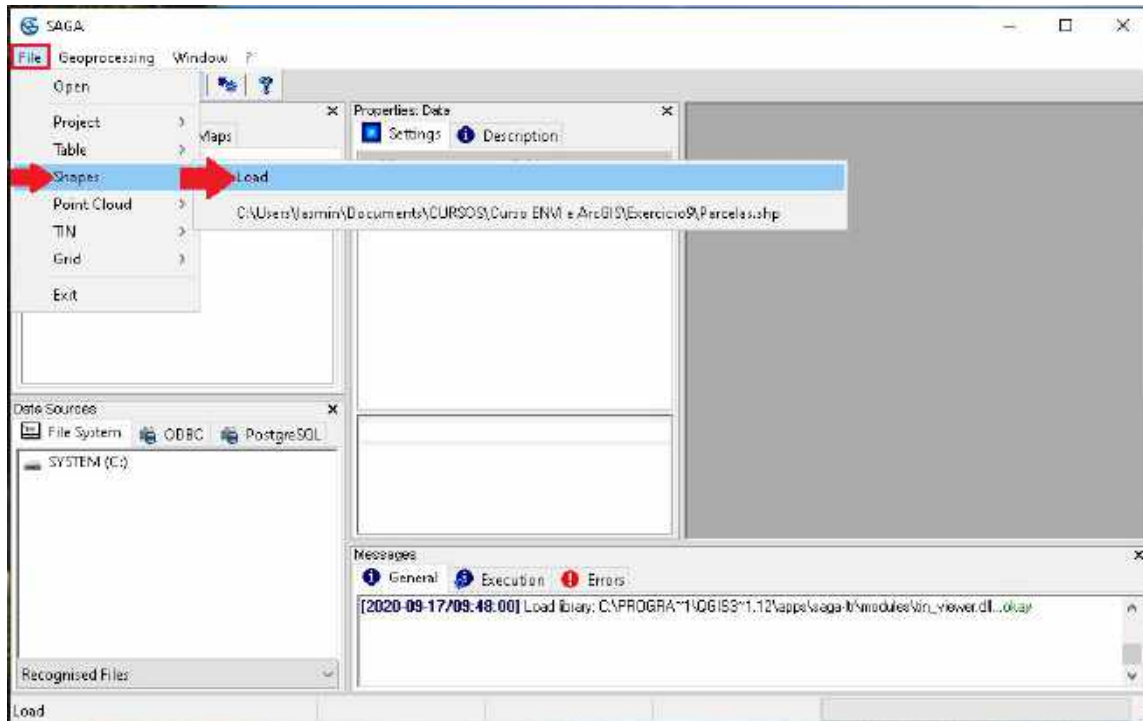 SAGA
File Geoprocessing Window ?
Open
Project
Table
Shapes
Point Cloud
TIN
Grid
Exit
Maps
Properties: Data
Settings Description
Load
C:\Users\Iasmin\Documents\CURSOS\Curso ENVI e ArcGIS\Exercicio9\Parcelas.shp
Data Sources
File System ODBC PostgreSQL
SYSTEM (C:)
Recognised Files
Messages
General Execution Errors
[2020-09-17/09:48:00] Load library: C:\PROGRA~1\QGIS3~1.12\apps\saga-ltr\modules\tin_viewer.dll...okay
Load